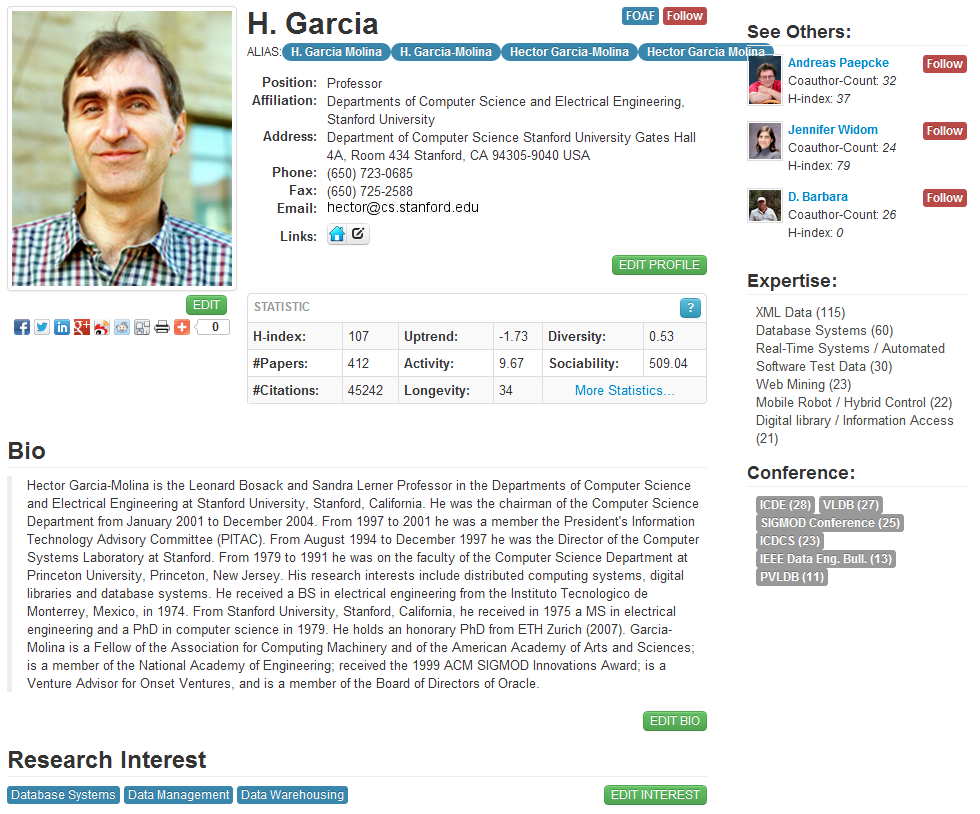 H. Garcia
FOAF Follow
ALIAS: H. Garcia Molina H. Garcia-Molina Hector Garcia-Molina Hector Garcia Molina
Position: Professor
Affiliation: Departments of Computer Science and Electrical Engineering,
Stanford University
Address: Department of Computer Science Stanford University Gates Hall
4A, Room 434 Stanford, CA 94305-9040 USA
Phone: (650) 723-0685
Fax: (650) 725-2588
Email: hector@cs.stanford.edu
Links:
EDIT PROFILE
EDIT
0
STATISTIC ?
H-index: 107 Uptrend: -1.73 Diversity: 0.53
#Papers: 412 Activity: 9.67 Sociability: 509.04
#Citations: 45242 Longevity: 34 More Statistics...
Bio
Hector Garcia-Molina is the Leonard Bosack and Sandra Lerner Professor in the Departments of Computer Science
and Electrical Engineering at Stanford University, Stanford, California. He was the chairman of the Computer Science
Department from January 2001 to December 2004. From 1997 to 2001 he was a member the President's Information
Technology Advisory Committee (PITAC). From August 1994 to December 1997 he was the Director of the Computer
Systems Laboratory at Stanford. From 1979 to 1991 he was on the faculty of the Computer Science Department at
Princeton University, Princeton, New Jersey. His research interests include distributed computing systems, digital
libraries and database systems. He received a BS in electrical engineering from the Instituto Tecnologico de
Monterrey, Mexico, in 1974. From Stanford University, Stanford, California, he received in 1975 a MS in electrical
engineering and a PhD in computer science in 1979. He holds an honorary PhD from ETH Zurich (2007). Garcia-
Molina is a Fellow of the Association for Computing Machinery and of the American Academy of Arts and Sciences;
is a member of the National Academy of Engineering; received the 1999 ACM SIGMOD Innovations Award; is a
Venture Advisor for Onset Ventures, and is a member of the Board of Directors of Oracle.
EDIT BIO
Research Interest
Database Systems Data Management Data Warehousing
EDIT INTEREST
See Others:
Andreas Paepcke Follow
Coauthor-Count: 32
H-index: 37
Jennifer Widom Follow
Coauthor-Count: 24
H-index: 79
D. Barbara Follow
Coauthor-Count: 26
H-index: 0
Expertise:
XML Data (115)
Database Systems (60)
Real-Time Systems / Automated
Software Test Data (30)
Web Mining (23)
Mobile Robot / Hybrid Control (22)
Digital library / Information Access
(21)
Conference:
ICDE (28) VLDB (27)
SIGMOD Conference (25)
ICDCS (23)
IEEE Data Eng. Bull. (13)
PVLDB (11)